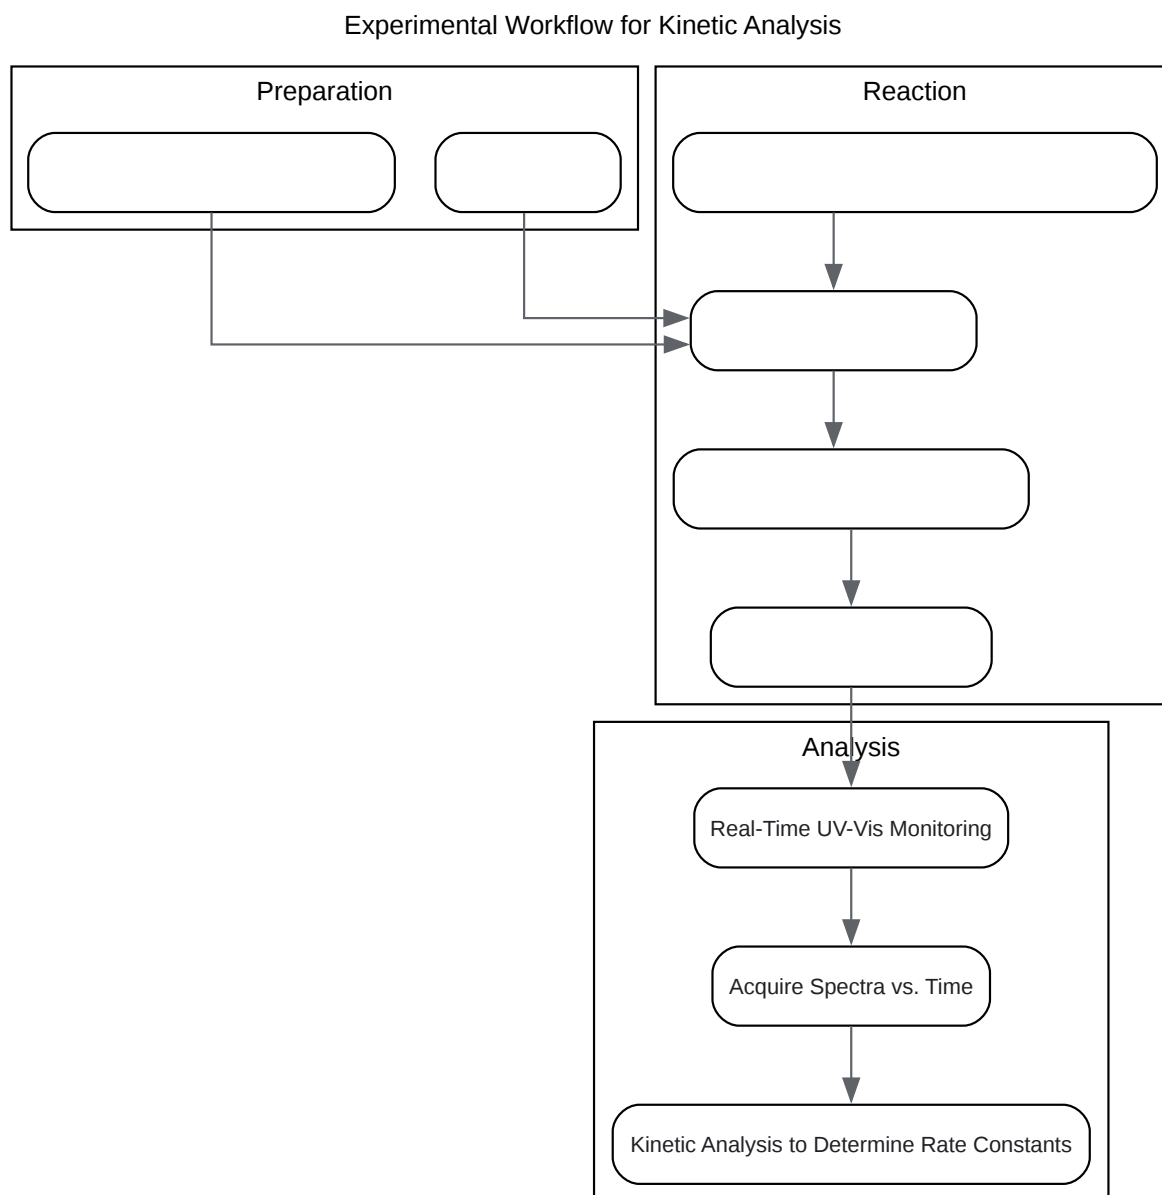 Experimental Workflow for Kinetic Analysis
Preparation
Reaction
Analysis
Real-Time UV-Vis Monitoring
Acquire Spectra vs. Time
Kinetic Analysis to Determine Rate Constants